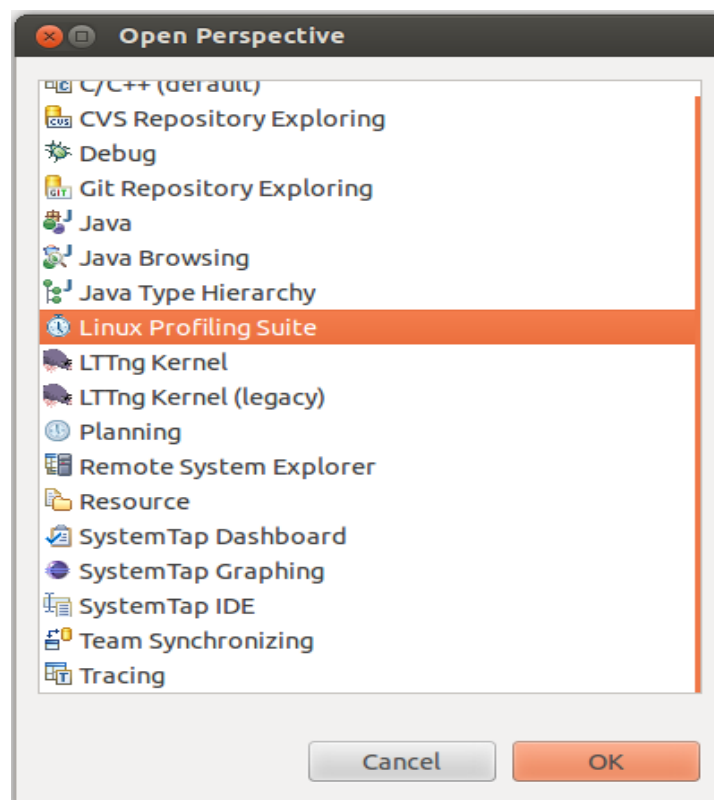 Open Perspective
C/C++ (default)
CVS Repository Exploring
Debug
Git Repository Exploring
Java
Java Browsing
Java Type Hierarchy
Linux Profiling Suite
LTTng Kernel
LTTng Kernel (legacy)
Planning
Remote System Explorer
Resource
SystemTap Dashboard
SystemTap Graphing
SystemTap IDE
Team Synchronizing
Tracing
Cancel
OK